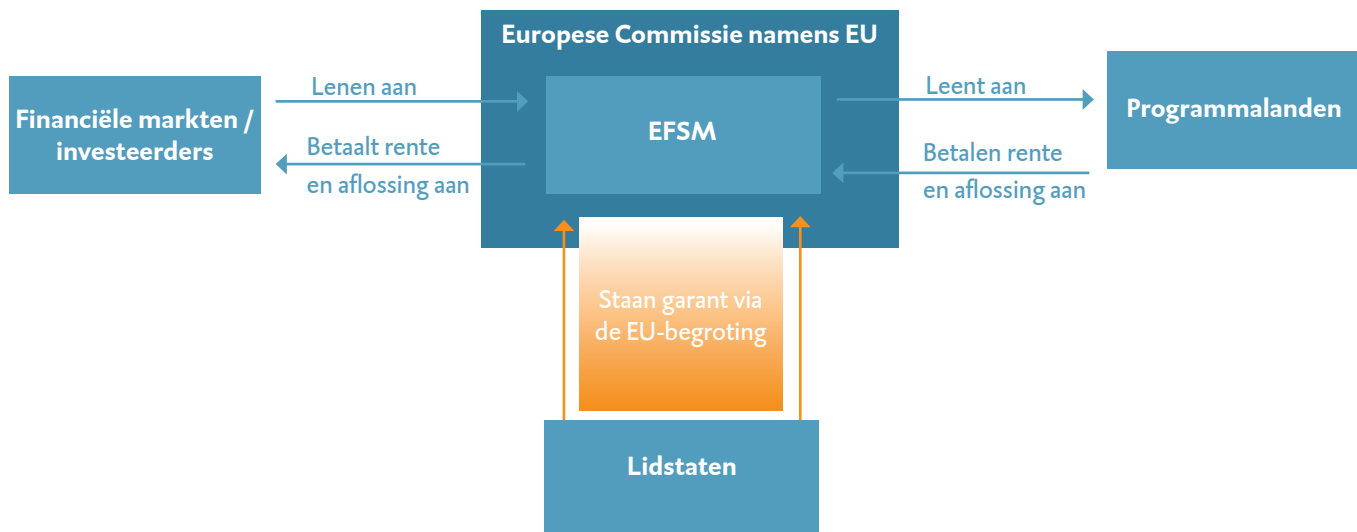 Europese Commissie namens EU
Financiële markten /
investeerders
Lenen aan
Betaalt rente
en aflossing aan
EFSM
Leent aan
Betalen rente
en aflossing aan
Programmalanden
Staan garant via
de EU-begroting
Lidstaten